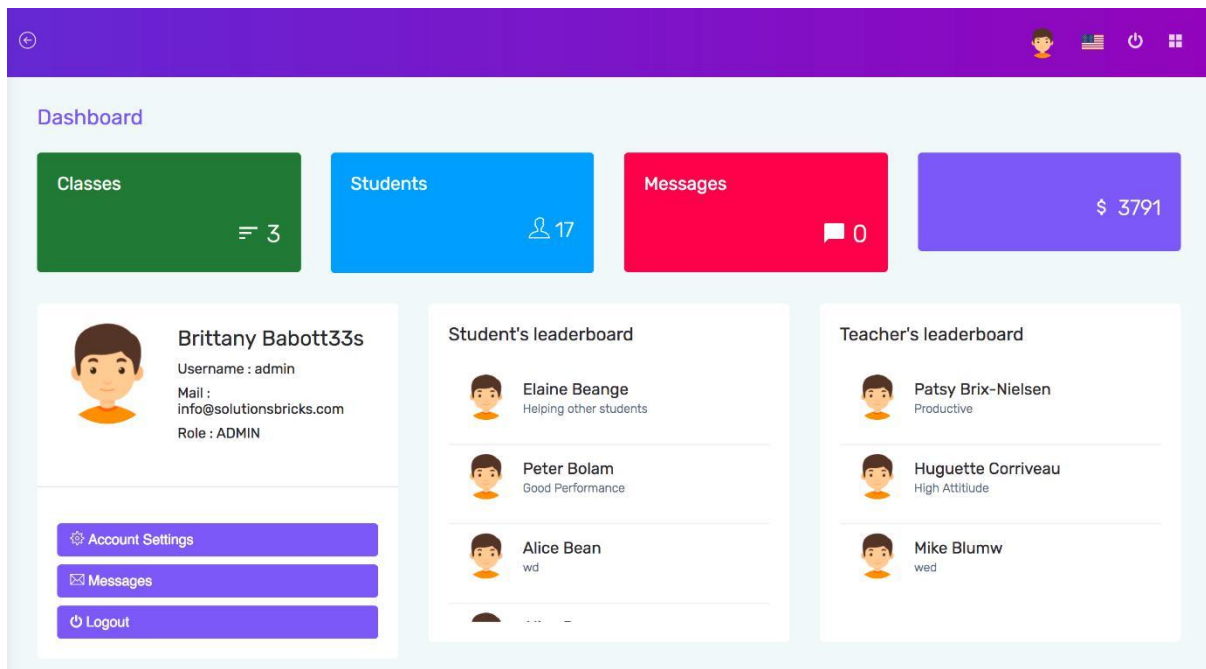 Dashboard
Classes
3
Students
17
Messages
0
$ 3791
Brittany Babott33s
Username : admin
Mail :
info@solutionsbricks.com
Role : ADMIN
Account Settings
Messages
Logout
Student's leaderboard
Elaine Beange
Helping other students
Peter Bolam
Good Performance
Alice Bean
wd
Teacher's leaderboard
Patsy Brix-Nielsen
Productive
Huguette Corriveau
High Attitiude
Mike Blumw
wed